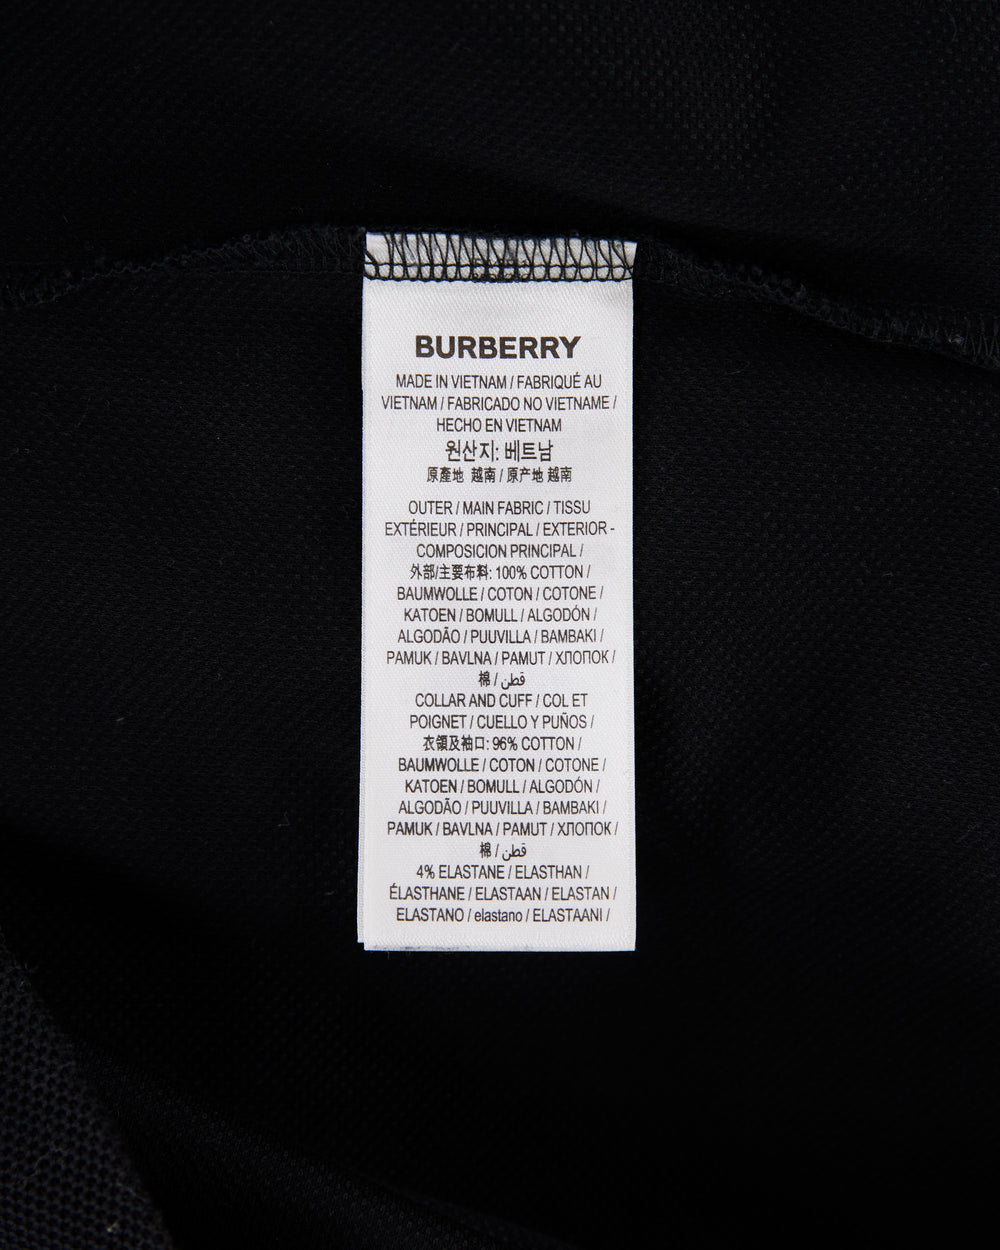 BURBERRY
MADE IN VIETNAM / FABRIQUÉ AU
VIETNAM / FABRICADO NO VIETNAME /
HECHO EN VIETNAM
원산지: 베트남
原產地 越南 / 原产地 越南
OUTER / MAIN FABRIC / TISSU
EXTÉRIEUR / PRINCIPAL / EXTERIOR -
COMPOSICION PRINCIPAL /
外部/主要布料: 100% COTTON /
BAUMWOLLE / COTON / COTONE /
KATOEN / BOMULL / ALGODÓN /
ALGODÃO / PUUVILLA / BAMBAKI /
PAMUK / BAVLNA / PAMUT / ХЛОПОК /
棉 / قطن
COLLAR AND CUFF / COL ET
POIGNET / CUELLO Y PUÑOS /
衣領及袖口: 96% COTTON /
BAUMWOLLE / COTON / COTONE /
KATOEN / BOMULL / ALGODÓN /
ALGODÃO / PUUVILLA / BAMBAKI /
PAMUK / BAVLNA / PAMUT / ХЛОПОК /
棉 / قطن
4% ELASTANE / ELASTHAN /
ÉLASTHANE / ELASTAAN / ELASTAN /
ELASTANO / elastano / ELASTAANI /